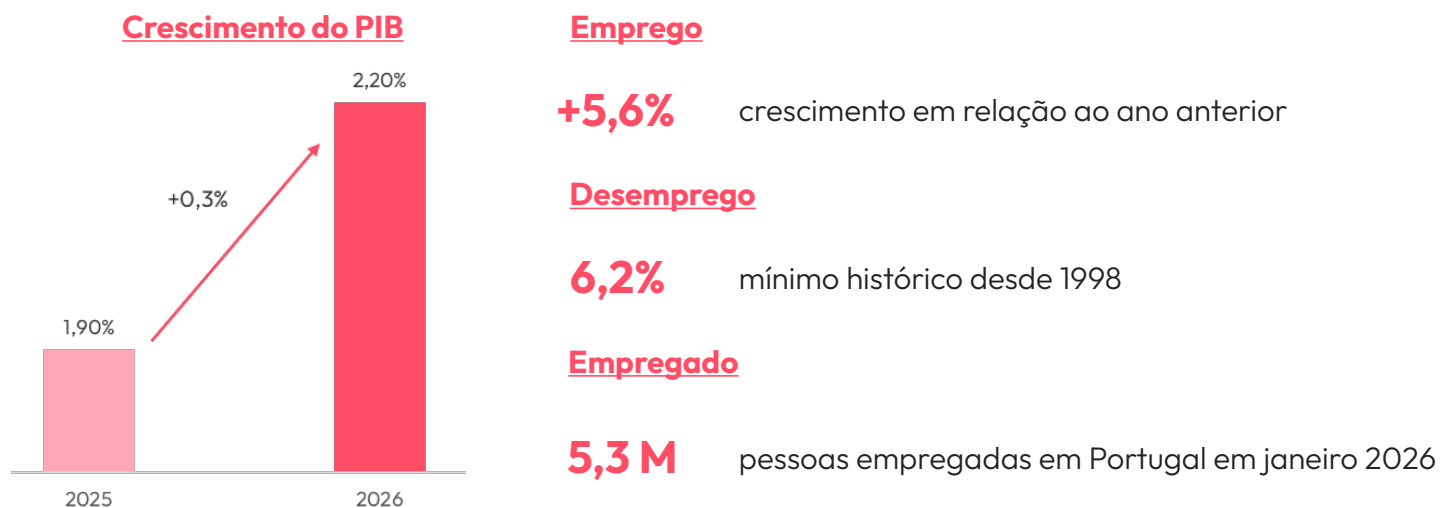 Crescimento do PIB
2,20%
+0,3%
1,90%
2025
2026
Emprego
+5,6%
crescimento em relação ao ano anterior
Desemprego
6,2%
mínimo histórico desde 1998
Empregado
5,3 M
pessoas empregadas em Portugal em janeiro 2026